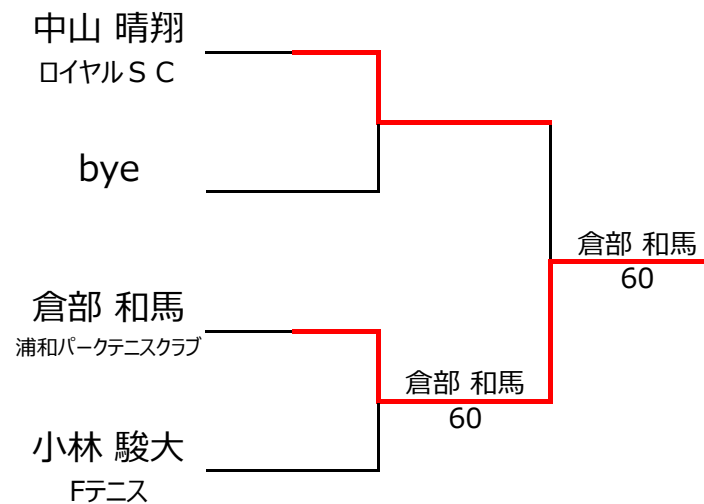 中山 晴翔
ロイヤルＳＣ
bye
倉部 和馬
60
倉部 和馬
浦和パークテニスクラブ
倉部 和馬
60
小林 駿大
Fテニス